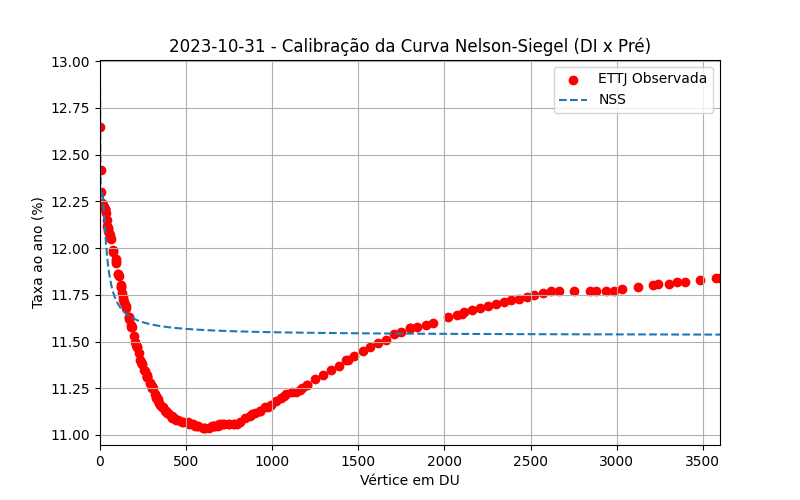 2023-10-31 - Calibração da Curva Nelson-Siegel (DI x Pré)
13.00
12.75
12.50
12.25
12.00
11.75
11.50
11.25
11.00
Taxa ao ano (%)
ETTJ Observada
NSS
0 500 1000 1500 2000 2500 3000 3500
Vértice em DU